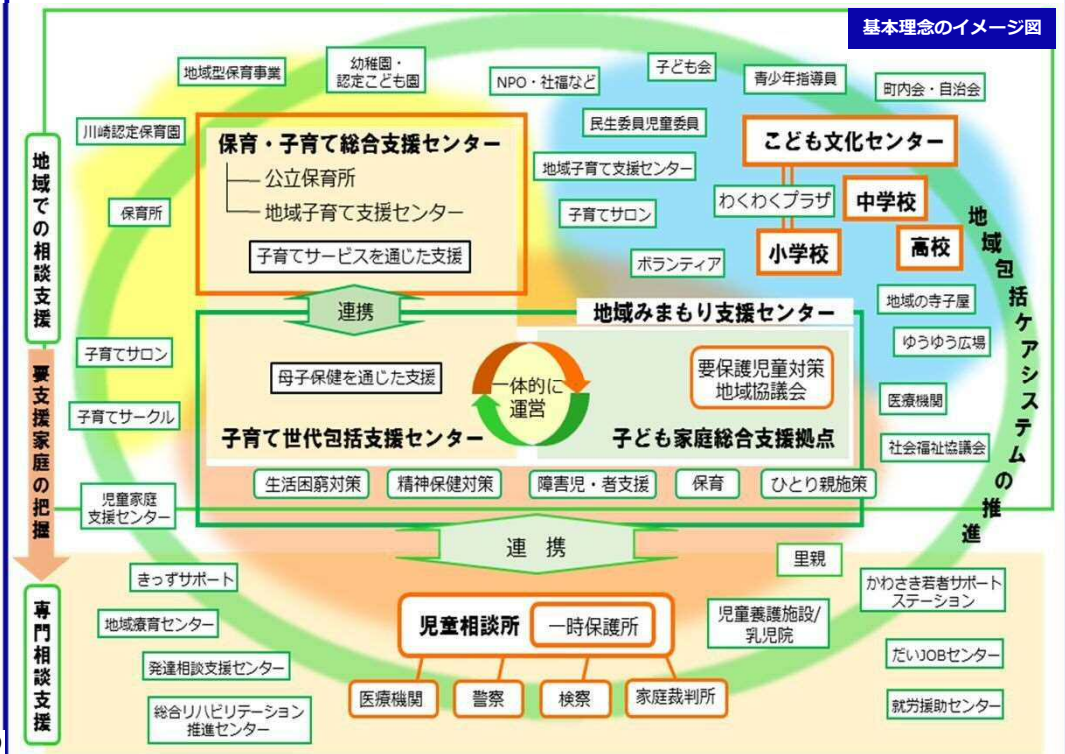 基本理念のイメージ図
地域型保育事業
幼稚園・
認定こども園
NPO・社福など
子ども会
青少年指導員
町内会・自治会
川崎認定保育園
保育所
保育・子育て総合支援センター
公立保育所
地域子育て支援センター
子育てサービスを通じた支援
民生委員児童委員
地域子育て支援センター
子育てサロン
ボランティア
こども文化センター
わくわくプラザ
小学校
中学校
高校
地域での相談支援
要支援家庭の把握
専門相談支援
地域包括ケアシステムの推進
連携
地域みまもり支援センター
地域の寺子屋
ゆうゆう広場
医療機関
社会福祉協議会
子育てサロン
子育てサークル
児童家庭
支援センター
母子保健を通じた支援
一体的に
運営
要保護児童対策
地域協議会
子育て世代包括支援センター
子ども家庭総合支援拠点
生活困窮対策
精神保健対策
障害児・者支援
保育
ひとり親施策
連 携
里親
きっずサポート
地域療育センター
発達相談支援センター
総合リハビリテーション
推進センター
児童相談所
一時保護所
医療機関
警察
検察
家庭裁判所
児童養護施設/
乳児院
かわさき若者サポート
ステーション
だいJOBセンター
就労援助センター